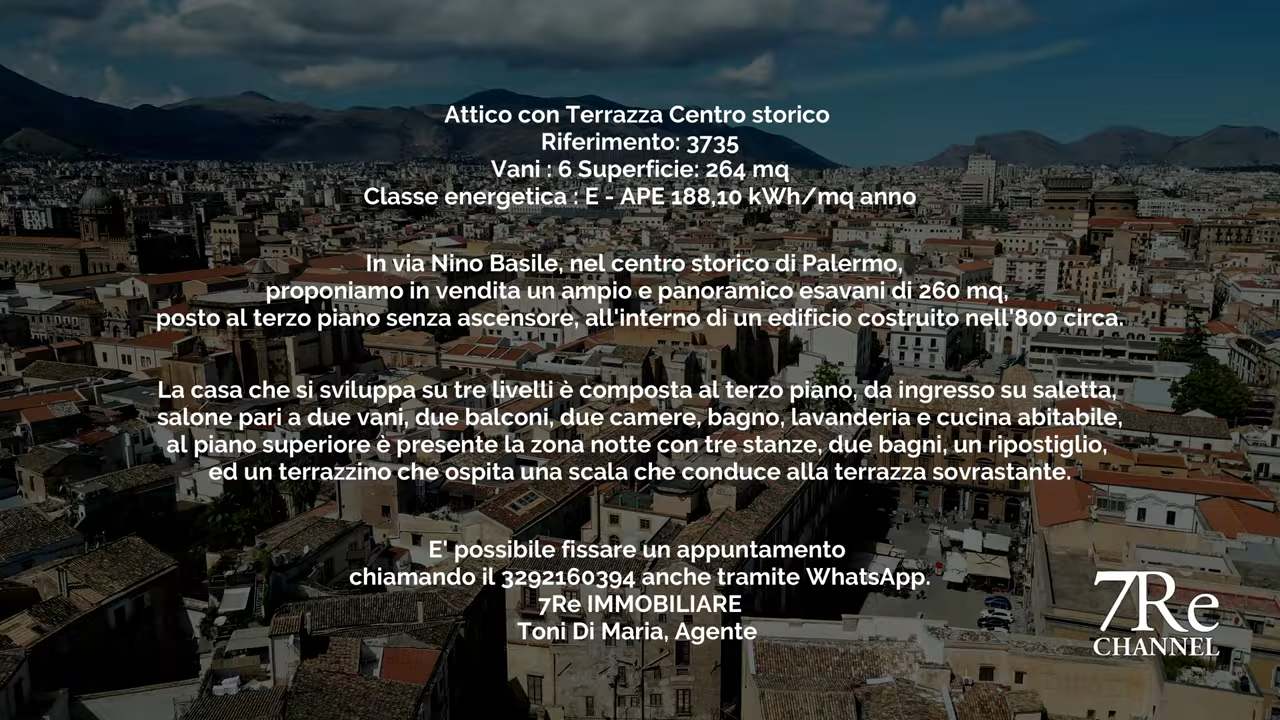 Attico con Terrazza Centro storico
Riferimento: 3735
Vani : 6 Superficie: 264 mq
Classe energetica : E - APE 188,10 kWh/mq anno
In via Nino Basile, nel centro storico di Palermo,
proponiamo in vendita un ampio e panoramico esavani di 260 mq,
posto al terzo piano senza ascensore, all'interno di un edificio costruito nell'800 circa.
La casa che si sviluppa su tre livelli è composta al terzo piano, da ingresso su saletta,
salone pari a due vani, due balconi, due camere, bagno, lavanderia e cucina abitabile,
al piano superiore è presente la zona notte con tre stanze, due bagni, un ripostiglio,
ed un terrazzino che ospita una scala che conduce alla terrazza sovrastante.
E' possibile fissare un appuntamento
chiamando il 3292160394 anche tramite WhatsApp.
7Re IMMOBILIARE
Toni Di Maria, Agente
7Re
CHANNEL